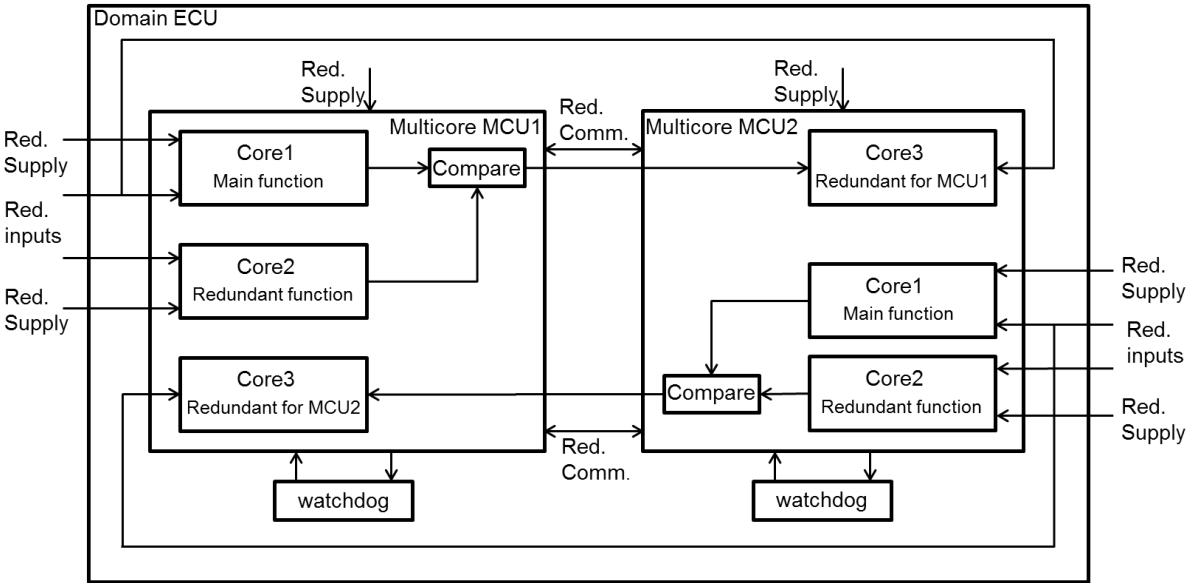 Domain ECU
Red.
Supply
Red.
Supply
Red.
Comm.
Multicore MCU1
Multicore MCU2
Red.
Supply
Core1
Main function
Compare
Core3
Redundant for MCU1
Red.
inputs
Core2
Redundant function
Red.
Supply
Core1
Main function
Red.
Supply
Red.
inputs
Core3
Redundant for MCU2
Compare
Core2
Redundant function
Red.
Supply
Red.
Comm.
watchdog
watchdog